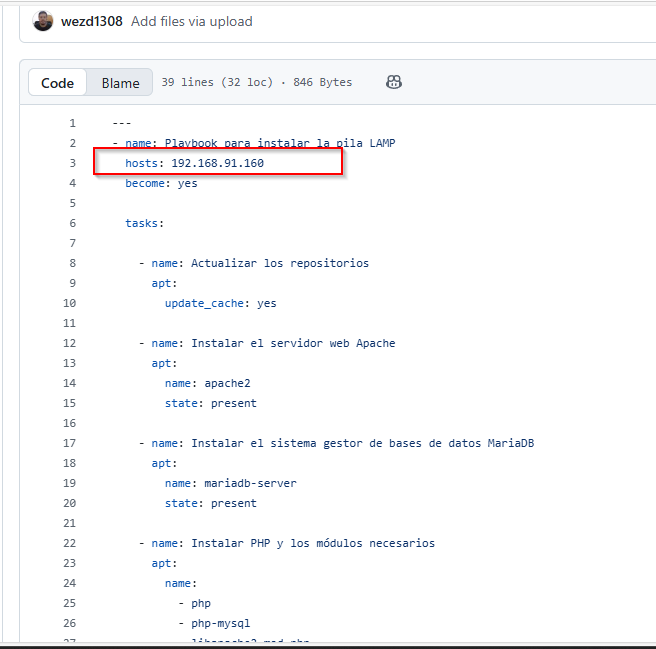 wezd1308 Add files via upload
Code Blame 39 lines (32 loc) · 846 Bytes
1 ---
2 - name: Playbook para instalar la pila LAMP
3 hosts: 192.168.91.160
4 become: yes
5
6 tasks:
7
8 - name: Actualizar los repositorios
9 apt:
10 update_cache: yes
11
12 - name: Instalar el servidor web Apache
13 apt:
14 name: apache2
15 state: present
16
17 - name: Instalar el sistema gestor de bases de datos MariaDB
18 apt:
19 name: mariadb-server
20 state: present
21
22 - name: Instalar PHP y los módulos necesarios
23 apt:
24 name:
25 - php
26 - php-mysql
27 - libapache2-mod-php